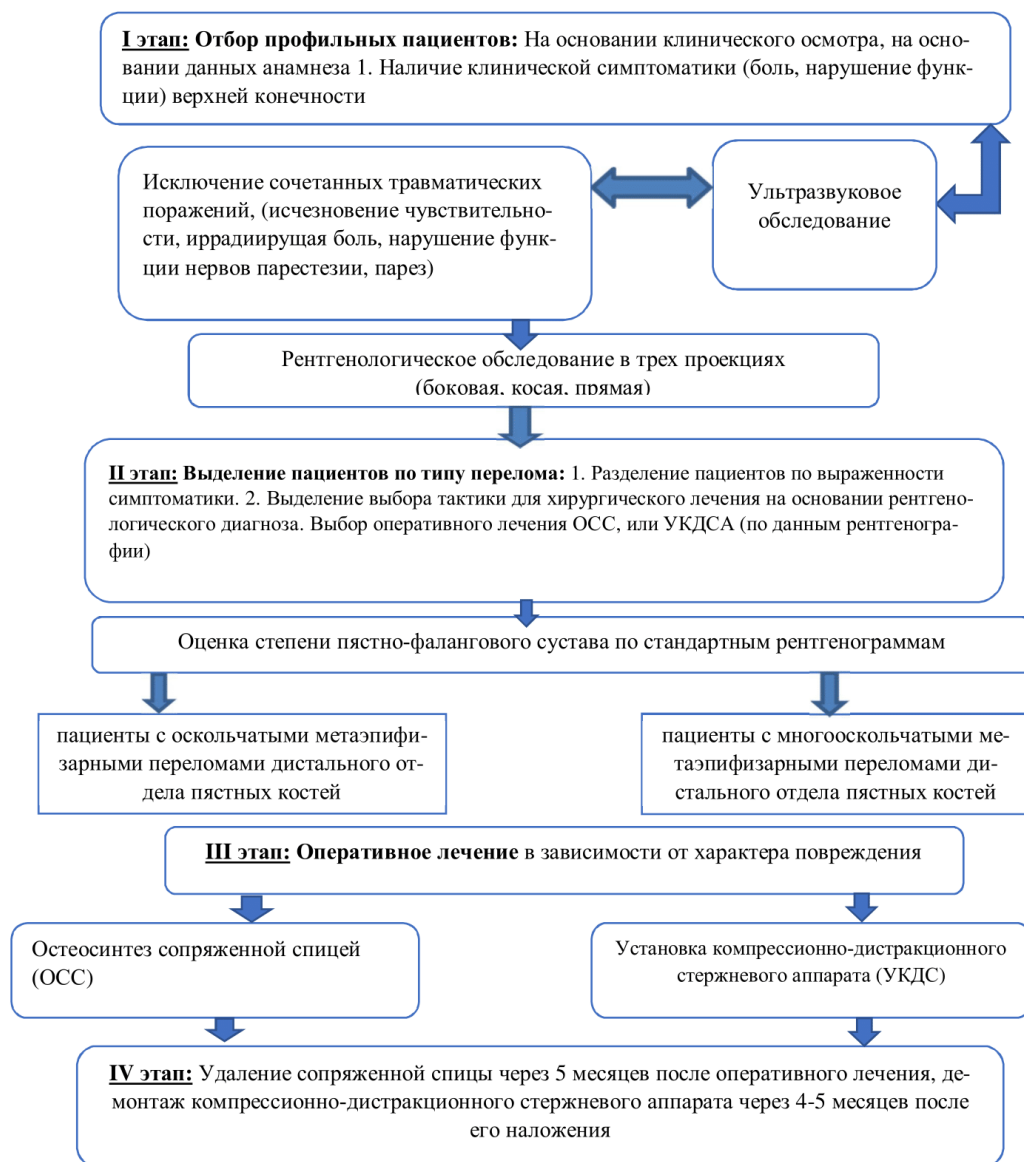 I этап: Отбор профильных пациентов: На основании клинического осмотра, на осно-
вании данных анамнеза 1. Наличие клинической симптоматики (боль, нарушение функ-
ции) верхней конечности
Исключение сочетанных травматических
поражений, (исчезновение чувствительно-
сти, иррадиирущая боль, нарушение функ-
ции нервов парестезии, парез)
Ультразвуковое
обследование
Рентгенологическое обследование в трех проекциях
(боковая, косая, прямая)
II этап: Выделение пациентов по типу перелома: 1. Разделение пациентов по выраженности
симптоматики. 2. Выделение выбора тактики для хирургического лечения на основании рентгено-
логического диагноза. Выбор оперативного лечения ОСС, или УКДСА (по данным рентгеногра-
фии)
Оценка степени пястно-фалангового сустава по стандартным рентгенограммам
пациенты с оскольчатыми метаэпифи-
зарными переломами дистального от-
дела пястных костей
пациенты с многооскольчатыми ме-
таэпифизарными переломами ди-
стального отдела пястных костей
III этап: Оперативное лечение в зависимости от характера повреждения
Остеосинтез сопряженной спицей
(ОСС)
Установка компрессионно-дистракционного
стержневого аппарата (УКДС)
IV этап: Удаление сопряженной спицы через 5 месяцев после оперативного лечения, де-
монтаж компрессионно-дистракционного стержневого аппарата через 4-5 месяцев после
его наложения